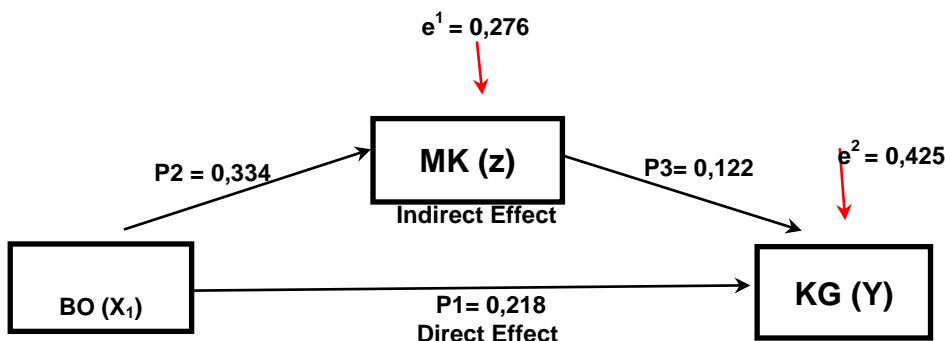 e¹ = 0,276
MK (z)
e² = 0,425
P2 = 0,334
P3= 0,122
Indirect Effect
BO (X₁)
KG (Y)
P1= 0,218
Direct Effect